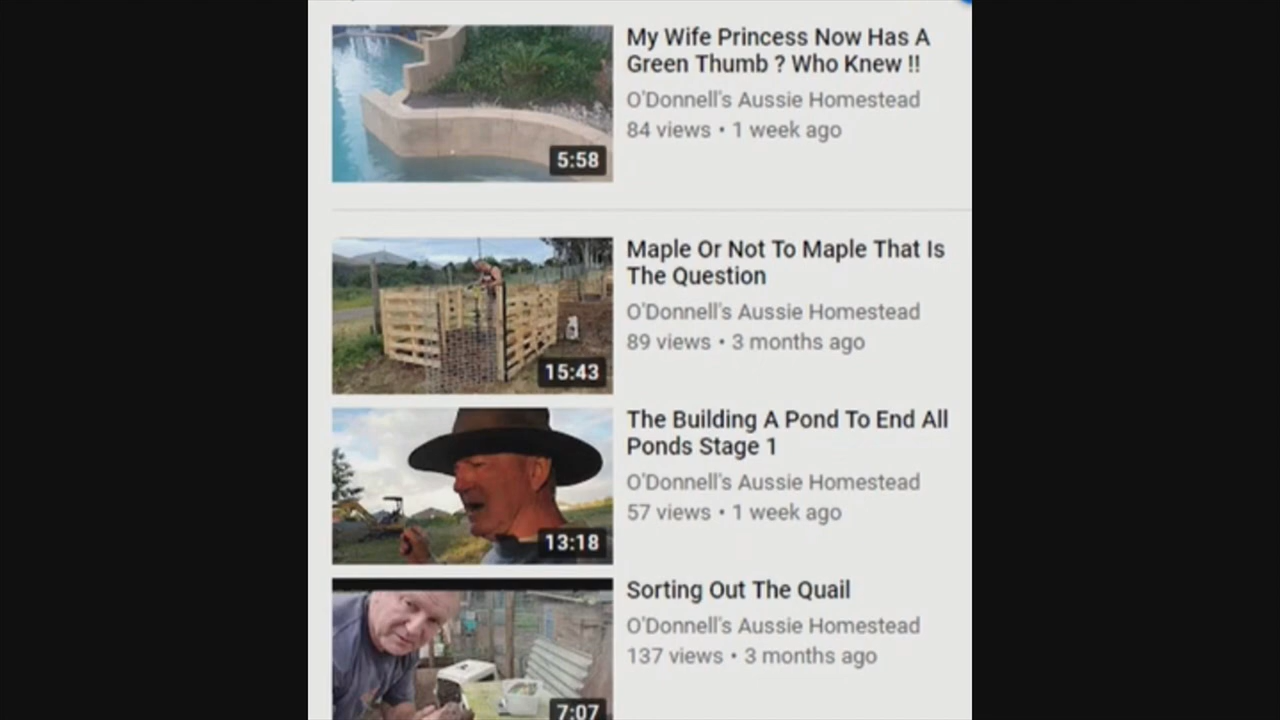 My Wife Princess Now Has A
Green Thumb ? Who Knew !!
O'Donnell's Aussie Homestead
84 views • 1 week ago
5:58
Maple Or Not To Maple That Is
The Question
O'Donnell's Aussie Homestead
89 views • 3 months ago
15:43
The Building A Pond To End All
Ponds Stage 1
O'Donnell's Aussie Homestead
57 views • 1 week ago
13:18
Sorting Out The Quail
O'Donnell's Aussie Homestead
137 views • 3 months ago
7:07